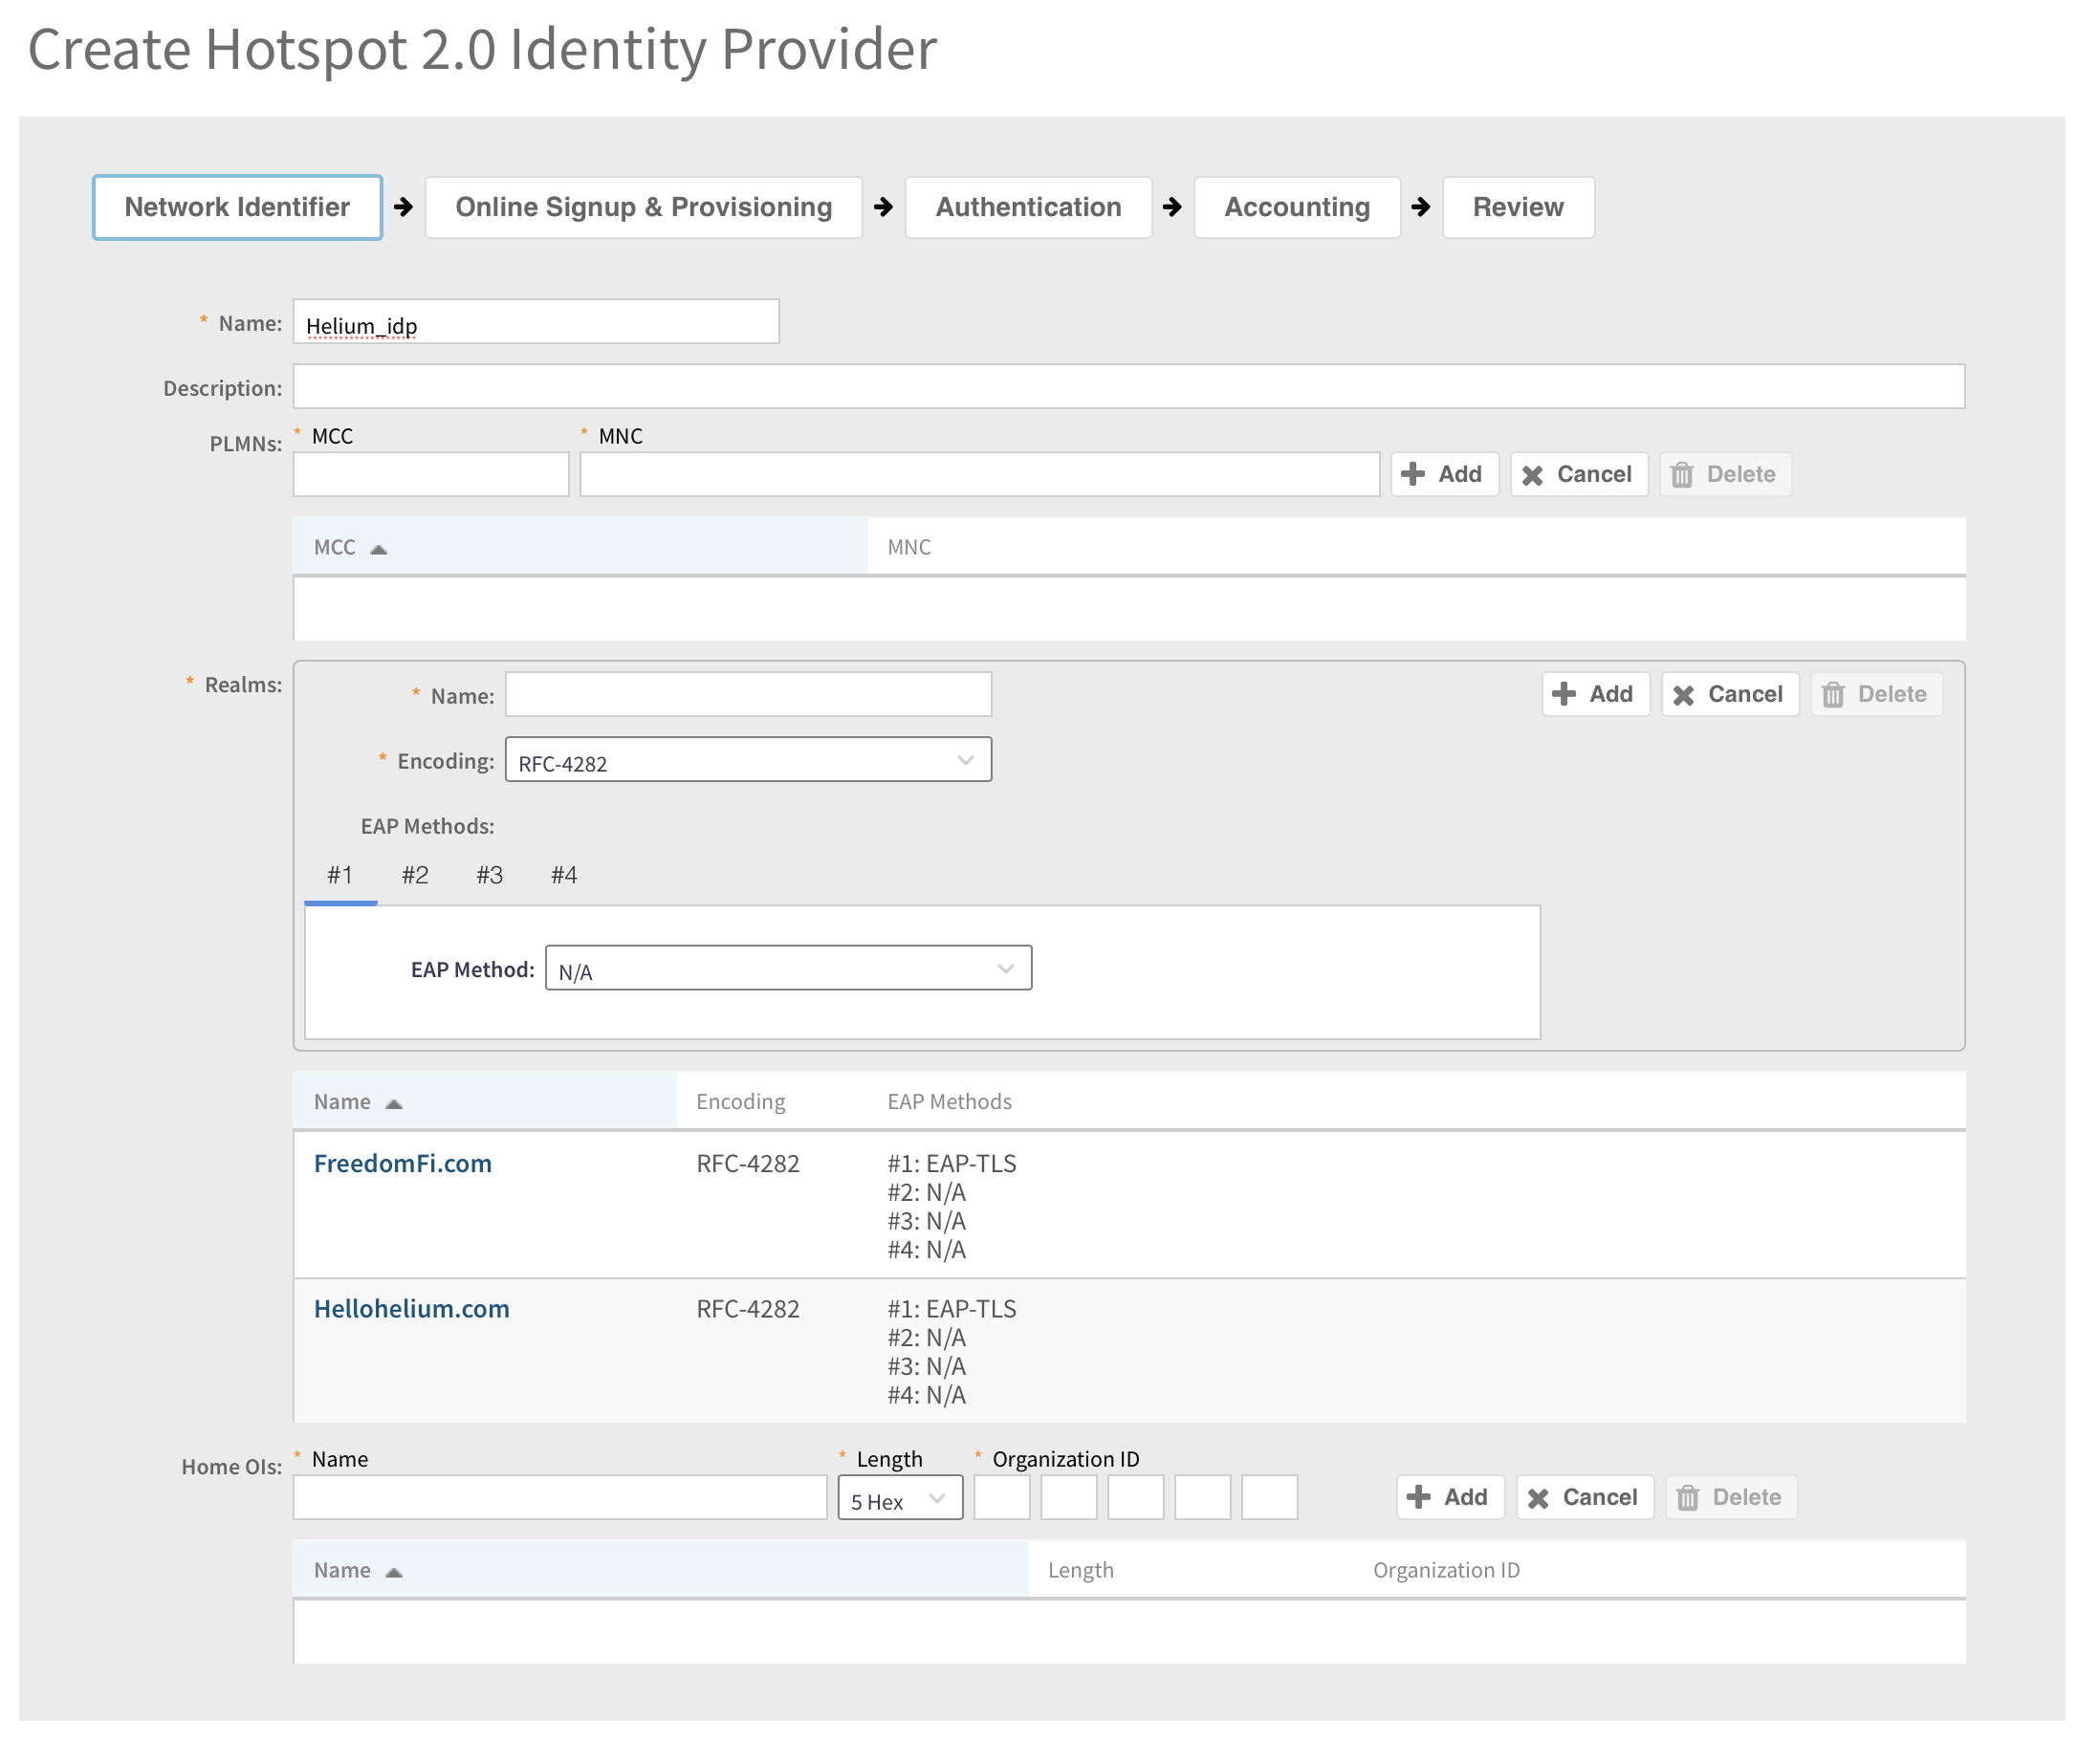 Create Hotspot 2.0 Identity Provider
Network Identifier Online Signup & Provisioning Authentication Accounting Review
* Name: Helium_idp
Description:
PLMNs: * MCC * MNC
Add Cancel Delete
MCC MNC
* Realms: * Name: Add Cancel Delete
* Encoding: RFC-4282
EAP Methods:
#1 #2 #3 #4
EAP Method: N/A
Name Encoding EAP Methods
FreedomFi.com RFC-4282 #1: EAP-TLS
#2: N/A
#3: N/A
#4: N/A
Hellohelium.com RFC-4282 #1: EAP-TLS
#2: N/A
#3: N/A
#4: N/A
Home OIs: * Name * Length * Organization ID
5 Hex Add Cancel Delete
Name Length Organization ID